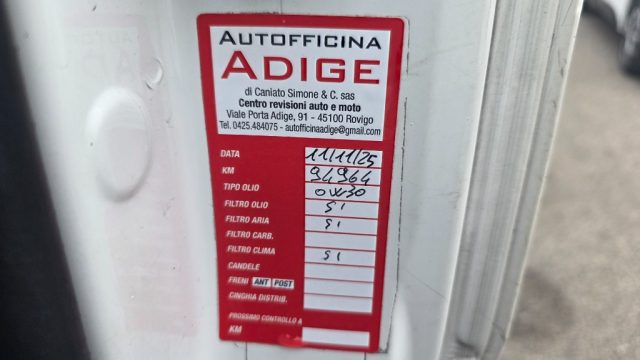 AUTOFFICINA
ADIGE
di Caniato Simone & C. sas
Centro revisioni auto e moto
Viale Porta Adige, 91 - 45100 Rovigo
Tel. 0425.484075 - autofficinaadige@gmail.com
DATA 11/11/25
KM 94964
TIPO OLIO 0W30
FILTRO OLIO SI
FILTRO ARIA SI
FILTRO CARB.
FILTRO CLIMA SI
CANDELE
FRENI ANT POST
CINGHIA DISTRIB.
PROSSIMO CONTROLLO A
KM